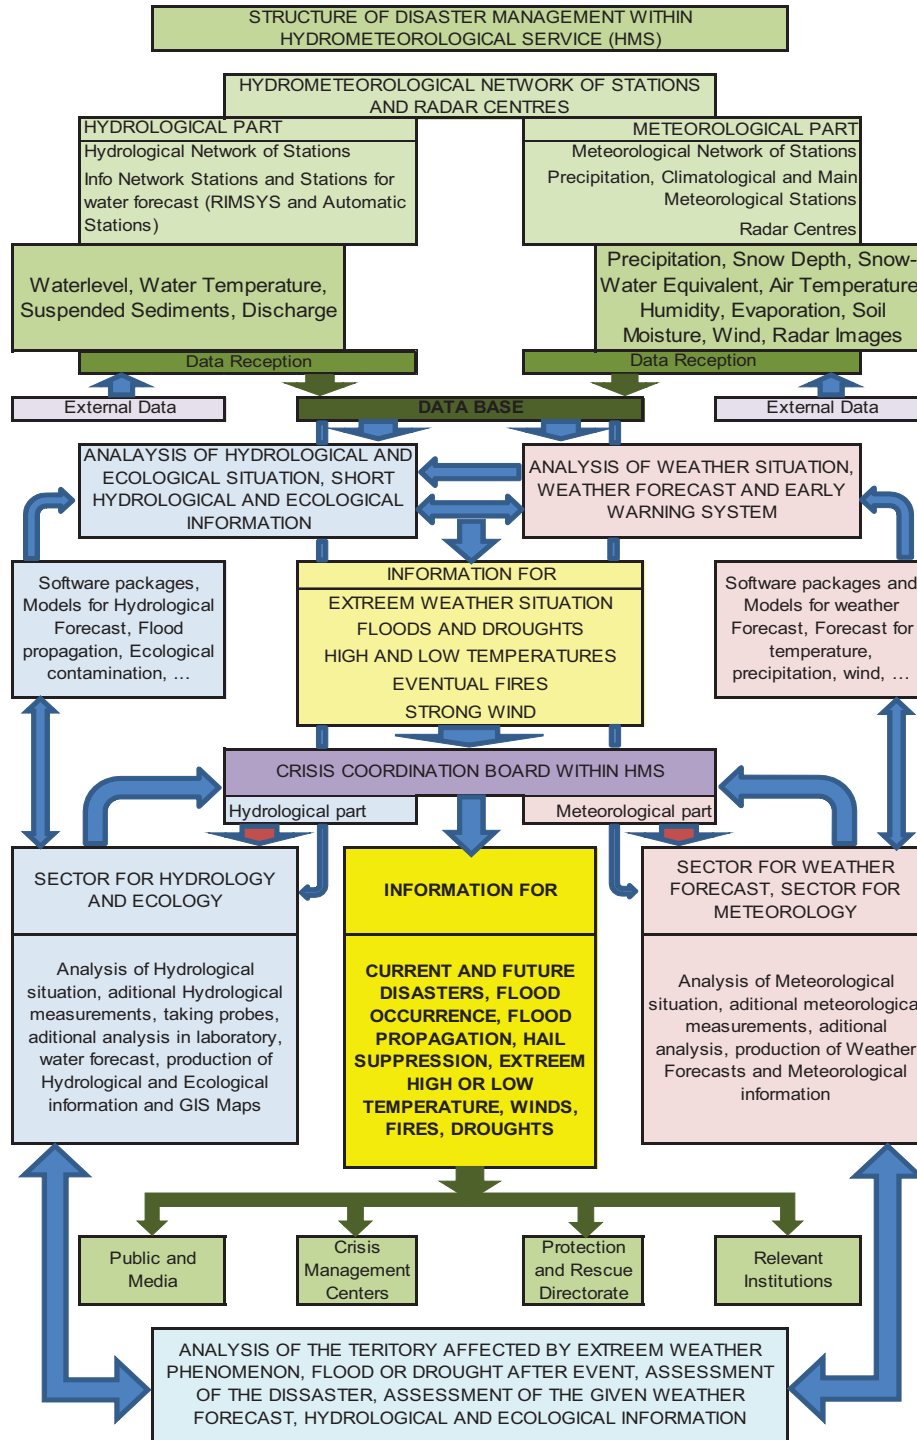 STRUCTURE OF DISASTER MANAGEMENT WITHIN
HYDROMETEOROLOGICAL SERVICE (HMS)
HYDROMETEOROLOGICAL NETWORK OF STATIONS
AND RADAR CENTRES
HYDROLOGICAL PART
Hydrological Network of Stations
Info Network Stations and Stations for
water forecast (RIMSYS and Automatic
Stations)
METEOROLOGICAL PART
Meteorological Network of Stations
Precipitation, Climatological and Main
Meteorological Stations
Radar Centres
Waterlevel, Water Temperature,
Suspended Sediments, Discharge
Precipitation, Snow Depth, Snow-
Water Equivalent, Air Temperature
Humidity, Evaporation, Soil
Moisture, Wind, Radar Images
Data Reception
Data Reception
External Data
DATA BASE
External Data
ANALAYSIS OF HYDROLOGICAL AND
ECOLOGICAL SITUATION, SHORT
HYDROLOGICAL AND ECOLOGICAL
INFORMATION
ANALYSIS OF WEATHER SITUATION,
WEATHER FORECAST AND EARLY
WARNING SYSTEM
Software packages,
Models for Hydrological
Forecast, Flood
propagation, Ecological
contamination, …
INFORMATION FOR
EXTREEM WEATHER SITUATION
FLOODS AND DROUGHTS
HIGH AND LOW TEMPERATURES
EVENTUAL FIRES
STRONG WIND
Software packages and
Models for weather
Forecast, Forecast for
temperature,
precipitation, wind, …
CRISIS COORDINATION BOARD WITHIN HMS
Hydrological part
Meteorological part
SECTOR FOR HYDROLOGY
AND ECOLOGY
Analysis of Hydrological
situation, aditional Hydrological
measurements, taking probes,
aditional analysis in laboratory,
water forecast, production of
Hydrological and Ecological
information and GIS Maps
INFORMATION FOR
CURRENT AND FUTURE
DISASTERS, FLOOD
OCCURRENCE, FLOOD
PROPAGATION, HAIL
SUPPRESSION, EXTREEM
HIGH OR LOW
TEMPERATURE, WINDS,
FIRES, DROUGHTS
SECTOR FOR WEATHER
FORECAST, SECTOR FOR
METEOROLOGY
Analysis of Meteorological
situation, aditional meteorological
measurements, aditional
analysis, production of Weather
Forecasts and Meteorological
information
Public and
Media
Crisis
Management
Centers
Protection
and Rescue
Directorate
Relevant
Institutions
ANALYSIS OF THE TERITORY AFFECTED BY EXTREEM WEATHER
PHENOMENON, FLOOD OR DROUGHT AFTER EVENT, ASSESSMENT
OF THE DISSASTER, ASSESSMENT OF THE GIVEN WEATHER
FORECAST, HYDROLOGICAL AND ECOLOGICAL INFORMATION